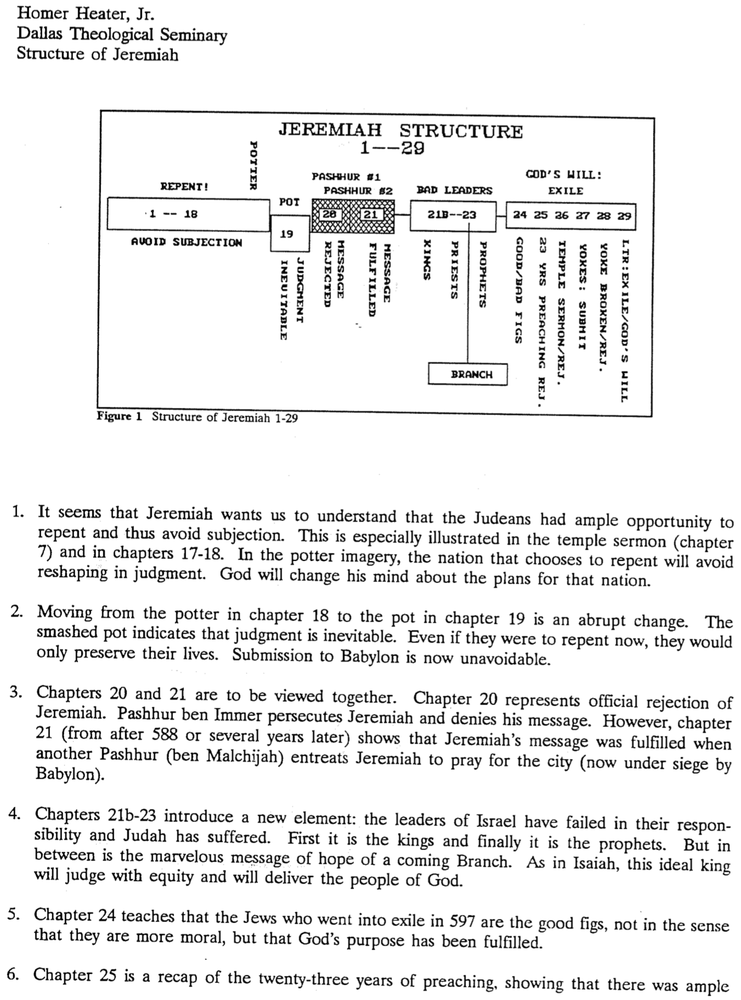 Homer Heater, Jr.
Dallas Theological Seminary
Structure of Jeremiah
JEREMIAH STRUCTURE
1--29
POTTER
REPENT!
1 -- 18
AVOID SUBJECTION
POT
19
JUDGMENT
INEVITABLE
PASHHUR #1
PASHHUR #2
20
21
MESSAGE
REJECTED
MESSAGE
FULFILLED
BAD LEADERS
21B--23
KINGS
PRIESTS
PROPHETS
BRANCH
GOD'S WILL:
EXILE
24 25 26 27 28 29
GOOD/BAD FIGS
23 YRS PREACHING REJ.
TEMPLE SERMON/REJ.
YOKES: SUBMIT
YOKE BROKEN/REJ.
LTR:EXILE/GOD'S WILL
Figure 1 Structure of Jeremiah 1-29
1. It seems that Jeremiah wants us to understand that the Judeans had ample opportunity to
repent and thus avoid subjection. This is especially illustrated in the temple sermon (chapter
7) and in chapters 17-18. In the potter imagery, the nation that chooses to repent will avoid
reshaping in judgment. God will change his mind about the plans for that nation.
2. Moving from the potter in chapter 18 to the pot in chapter 19 is an abrupt change. The
smashed pot indicates that judgment is inevitable. Even if they were to repent now, they would
only preserve their lives. Submission to Babylon is now unavoidable.
3. Chapters 20 and 21 are to be viewed together. Chapter 20 represents official rejection of
Jeremiah. Pashhur ben Immer persecutes Jeremiah and denies his message. However, chapter
21 (from after 588 or several years later) shows that Jeremiah's message was fulfilled when
another Pashhur (ben Malchijah) entreats Jeremiah to pray for the city (now under siege by
Babylon).
4. Chapters 21b-23 introduce a new element: the leaders of Israel have failed in their respon-
sibility and Judah has suffered. First it is the kings and finally it is the prophets. But in
between is the marvelous message of hope of a coming Branch. As in Isaiah, this ideal king
will judge with equity and will deliver the people of God.
5. Chapter 24 teaches that the Jews who went into exile in 597 are the good figs, not in the sense
that they are more moral, but that God's purpose has been fulfilled.
6. Chapter 25 is a recap of the twenty-three years of preaching, showing that there was ample